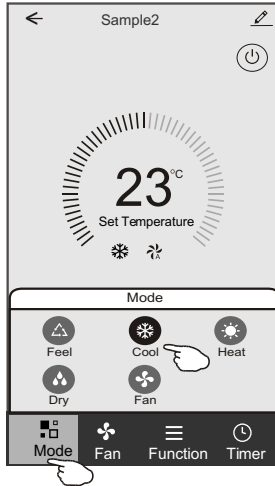 Sample2
23°C
Set Temperature
A
Mode
Feel Cool Heat
Dry Fan
Mode Fan Function Timer